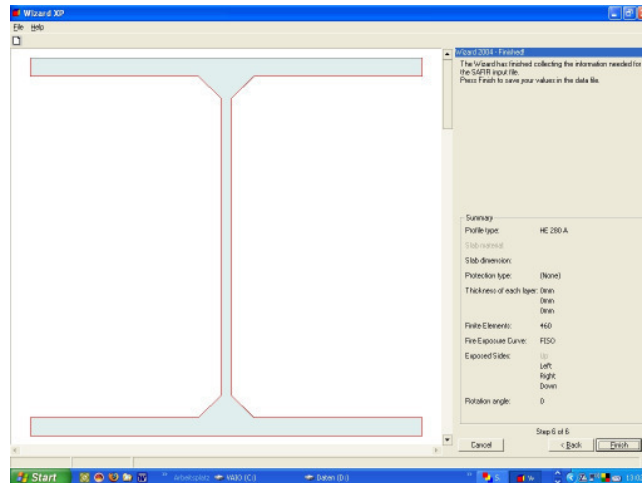 Wizard XP
File Help
Wizard 2004 - Finished!
The Wizard has finished collecting the information needed for
the SAFIR input file.
Press Finish to save your values in the data file.
Summary
Profile type: HE 280 A
Slab material:
Slab dimension:
Protection type: (None)
Thickness of each layer: 0mm
0mm
0mm
Finite Elements: 460
Fire Exposure Curve: FISO
Exposed Sides: Up
Left
Right
Down
Rotation angle: 0
Step 6 of 6
Cancel < Back Finish
Start Arbeitsplatz VAIO (C:) Daten (D:)